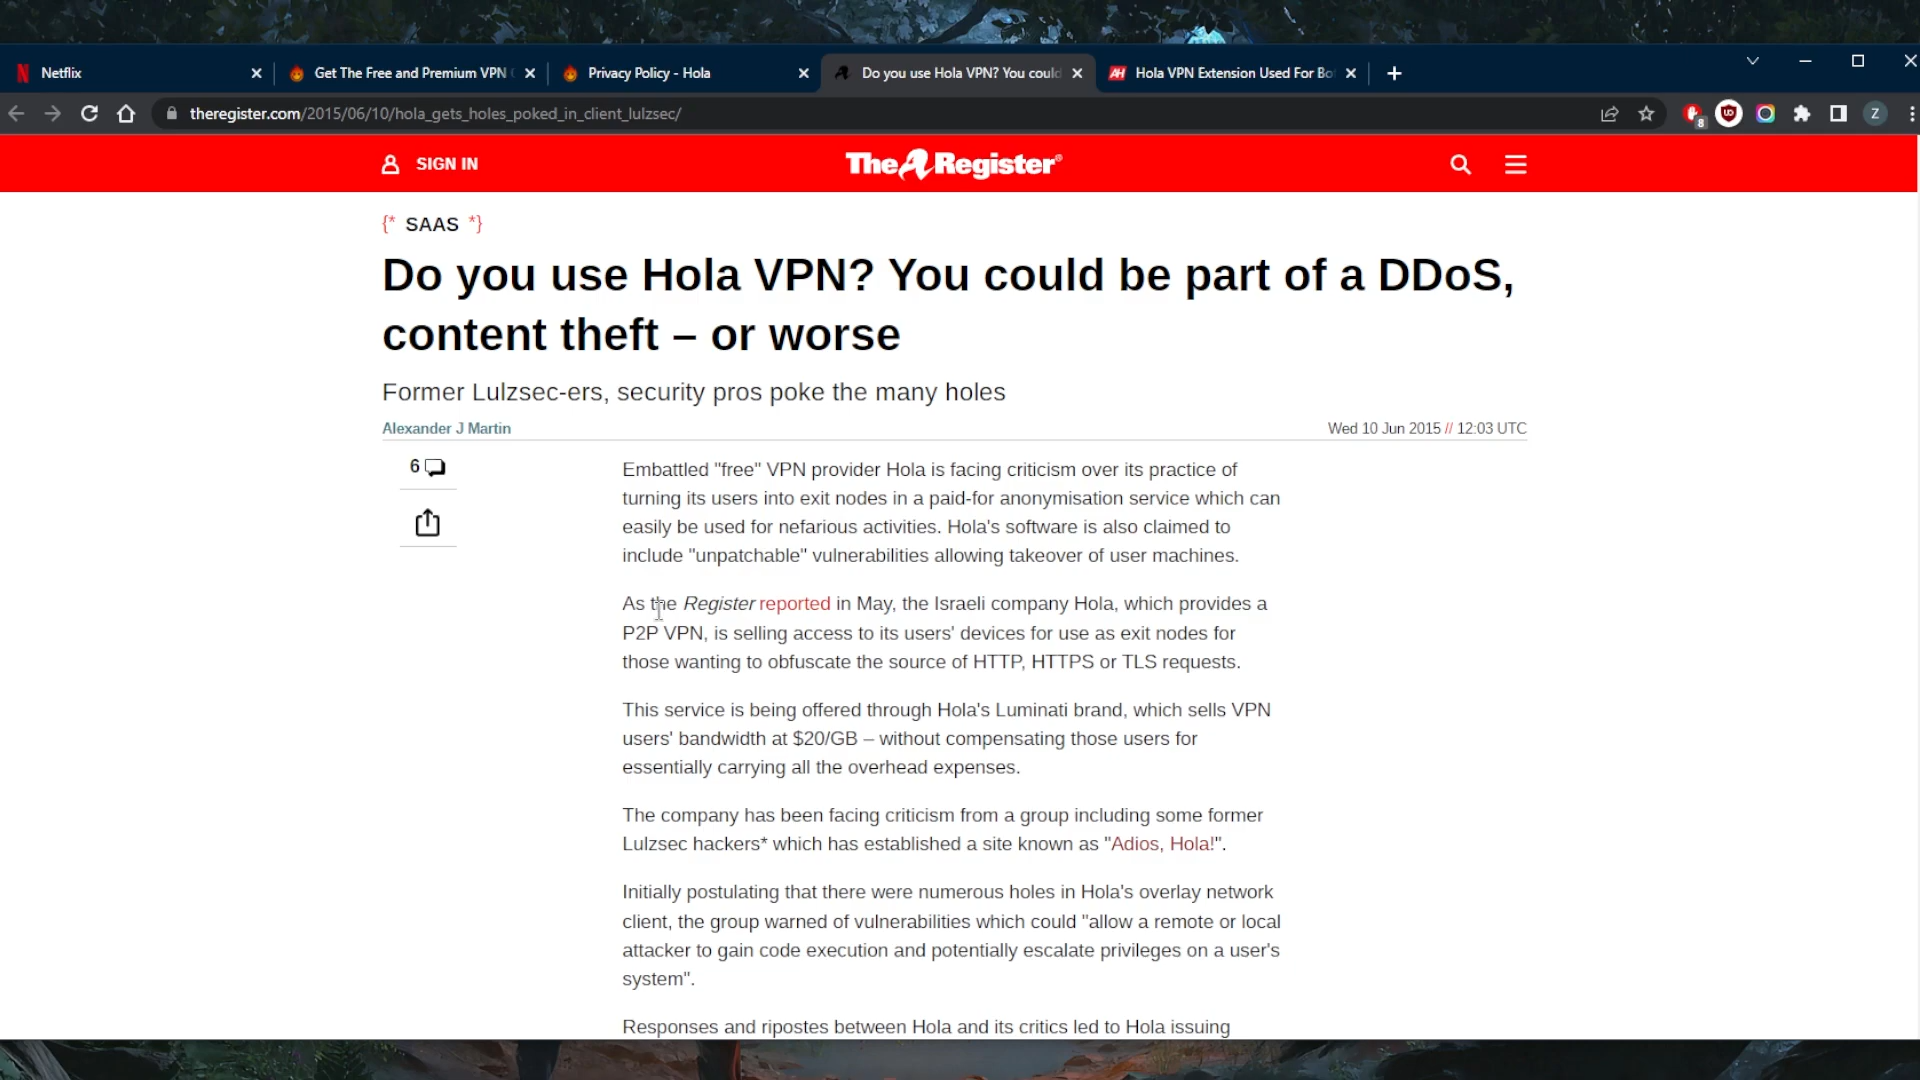 Netflix
Get The Free and Premium VPN
Privacy Policy - Hola
Do you use Hola VPN? You could
AH Hola VPN Extension Used For Bo
theregister.com/2015/06/10/hola_gets_holes_poked_in_client_lulzsec/
8
Z
SIGN IN
The Register®
{* SAAS *}
Do you use Hola VPN? You could be part of a DDoS,
content theft – or worse
Former Lulzsec-ers, security pros poke the many holes
Alexander J Martin
Wed 10 Jun 2015 // 12:03 UTC
6
Embattled "free" VPN provider Hola is facing criticism over its practice of
turning its users into exit nodes in a paid-for anonymisation service which can
easily be used for nefarious activities. Hola's software is also claimed to
include "unpatchable" vulnerabilities allowing takeover of user machines.
As the Register reported in May, the Israeli company Hola, which provides a
P2P VPN, is selling access to its users' devices for use as exit nodes for
those wanting to obfuscate the source of HTTP, HTTPS or TLS requests.
This service is being offered through Hola's Luminati brand, which sells VPN
users' bandwidth at $20/GB – without compensating those users for
essentially carrying all the overhead expenses.
The company has been facing criticism from a group including some former
Lulzsec hackers* which has established a site known as "Adios, Hola!".
Initially postulating that there were numerous holes in Hola's overlay network
client, the group warned of vulnerabilities which could "allow a remote or local
attacker to gain code execution and potentially escalate privileges on a user's
system".
Responses and ripostes between Hola and its critics led to Hola issuing